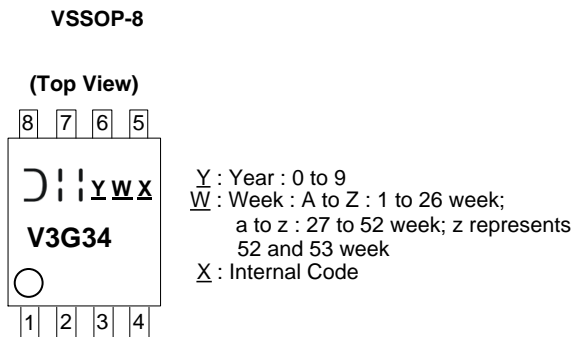 VSSOP-8
(Top View)
8 7 6 5
Y W X
V3G34
1 2 3 4
Y : Year : 0 to 9
W : Week : A to Z : 1 to 26 week;
a to z : 27 to 52 week; z represents
52 and 53 week
X : Internal Code